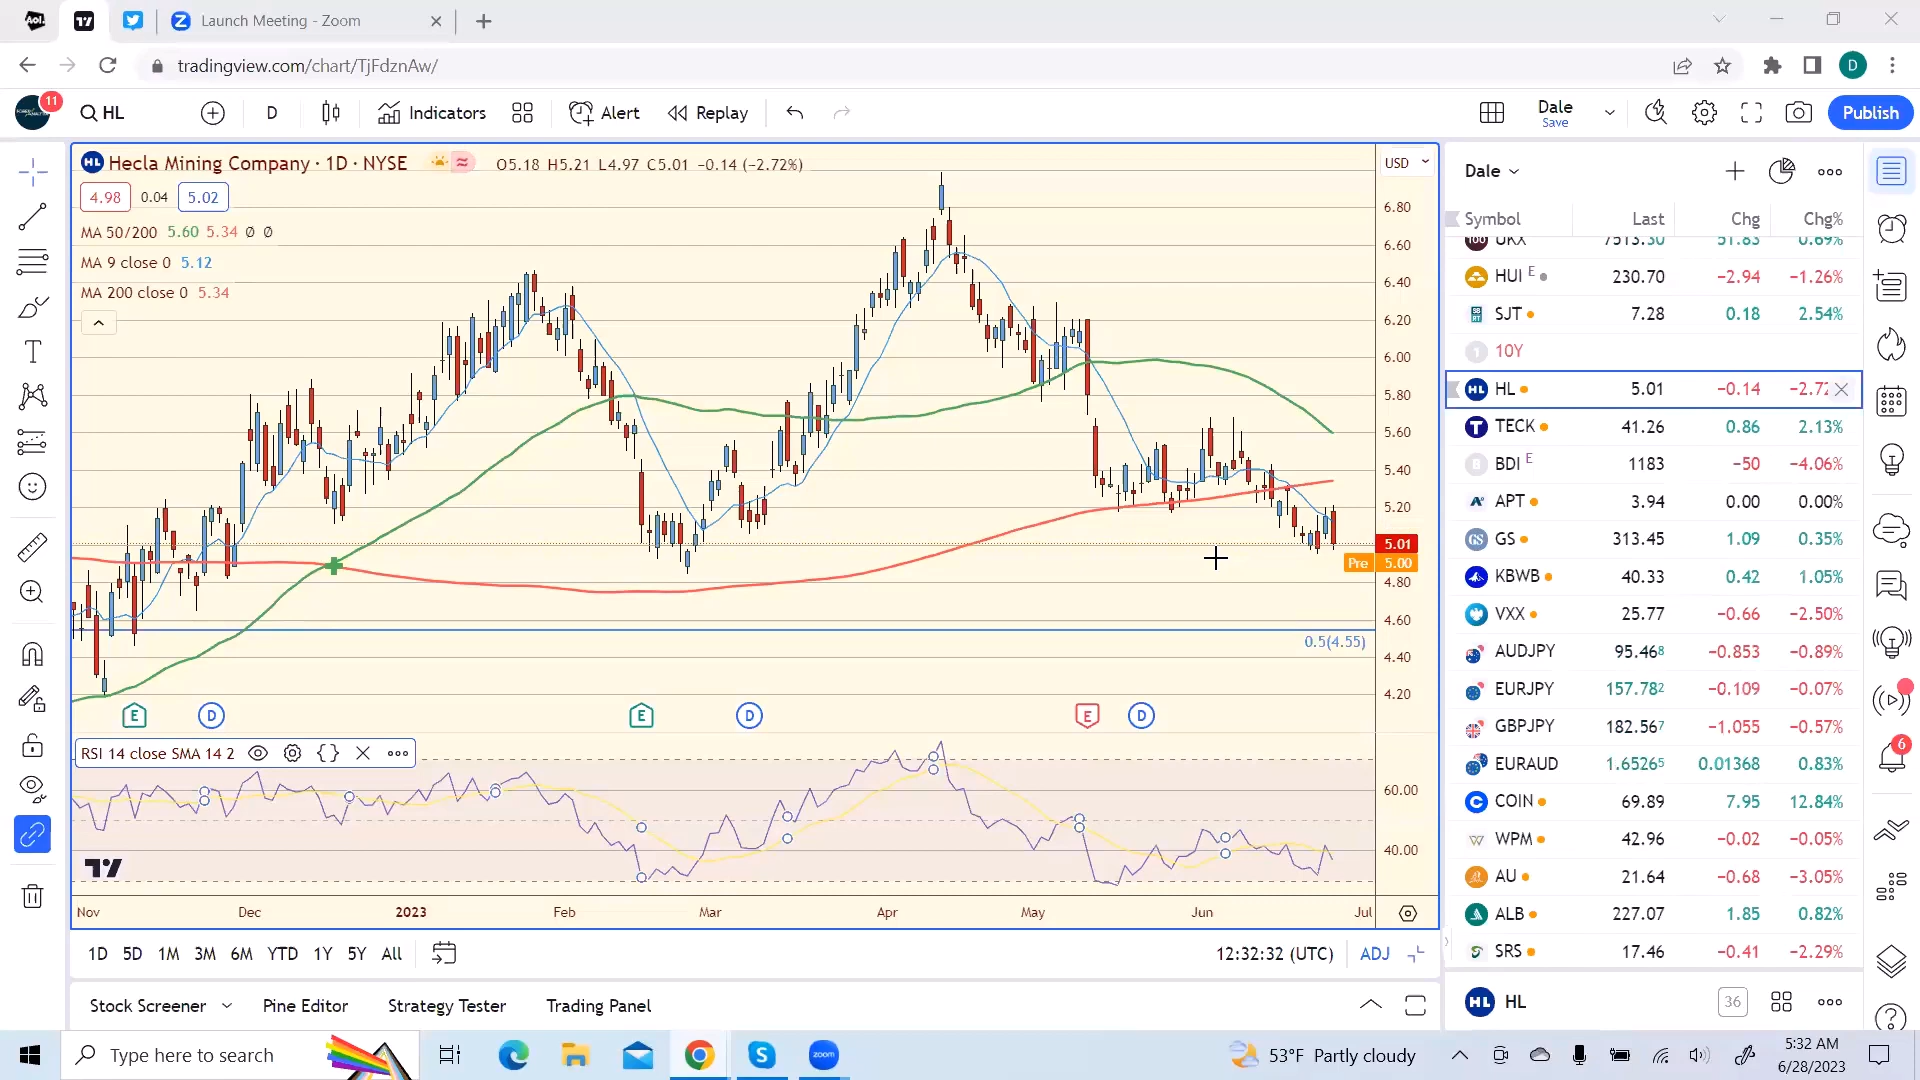 Aol.
Launch Meeting - Zoom
tradingview.com/chart/TjFdznAw/
D
11
HL
D
Indicators
Alert
Replay
Dale
Save
Publish
HL Hecla Mining Company · 1D · NYSE
O5.18 H5.21 L4.97 C5.01 −0.14 (−2.72%)
USD
4.98 0.04 5.02
MA 50/200 5.60 5.34 Ø Ø
MA 9 close 0 5.12
MA 200 close 0 5.34
6.80
6.60
6.40
6.20
6.00
5.80
5.60
5.40
5.20
5.01
Pre 5.00
4.80
4.60
0.5(4.55)
4.40
4.20
E D E D E D
RSI 14 close SMA 14 2
60.00
40.00
Nov Dec 2023 Feb Mar Apr May Jun Jul
1D 5D 1M 3M 6M YTD 1Y 5Y All
12:32:32 (UTC) ADJ
Stock Screener Pine Editor Strategy Tester Trading Panel
Dale
Symbol Last Chg Chg%
UKX 7513.30 51.83 0.69%
HUI E 230.70 −2.94 −1.26%
SJT 7.28 0.18 2.54%
10Y
HL 5.01 −0.14 −2.72
TECK 41.26 0.86 2.13%
BDI E 1183 −50 −4.06%
APT 3.94 0.00 0.00%
GS 313.45 1.09 0.35%
KBWB 40.33 0.42 1.05%
VXX 25.77 −0.66 −2.50%
AUDJPY 95.468 −0.853 −0.89%
EURJPY 157.782 −0.109 −0.07%
GBPJPY 182.567 −1.055 −0.57%
EURAUD 1.65265 0.01368 0.83%
COIN 69.89 7.95 12.84%
WPM 42.96 −0.02 −0.05%
AU 21.64 −0.68 −3.05%
ALB 227.07 1.85 0.82%
SRS 17.46 −0.41 −2.29%
HL HL 36
6
Type here to search
zoom
53°F Partly cloudy
5:32 AM
6/28/2023